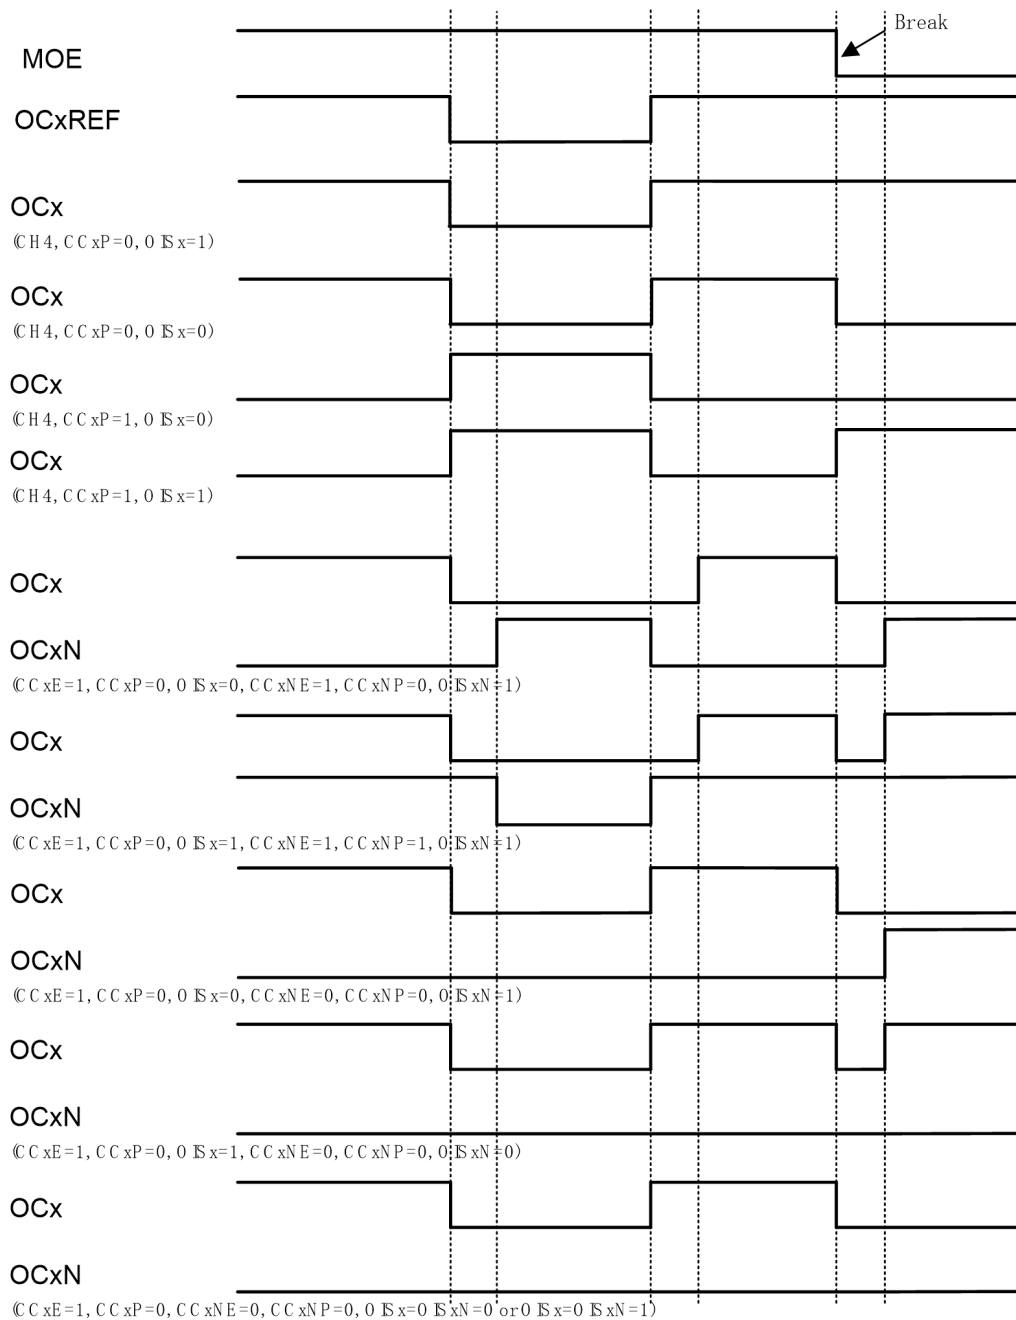 Break
MOE
OCxREF
OCx
(CH4,CCxP=0,OISx=1)
OCx
(CH4,CCxP=0,OISx=0)
OCx
(CH4,CCxP=1,OISx=0)
OCx
(CH4,CCxP=1,OISx=1)
OCx
OCxN
(CCxE=1,CCxP=0,OISx=0,CCxNE=1,CCxNP=0,OISxN=1)
OCx
OCxN
(CCxE=1,CCxP=0,OISx=1,CCxNE=1,CCxNP=1,OISxN=1)
OCx
OCxN
(CCxE=1,CCxP=0,OISx=0,CCxNE=0,CCxNP=0,OISxN=1)
OCx
OCxN
(CCxE=1,CCxP=0,OISx=1,CCxNE=0,CCxNP=0,OISxN=0)
OCx
OCxN
(CCxE=1,CCxP=0,CCxNE=0,CCxNP=0,OISx=OISxN=0 or OISx=OISxN=1)